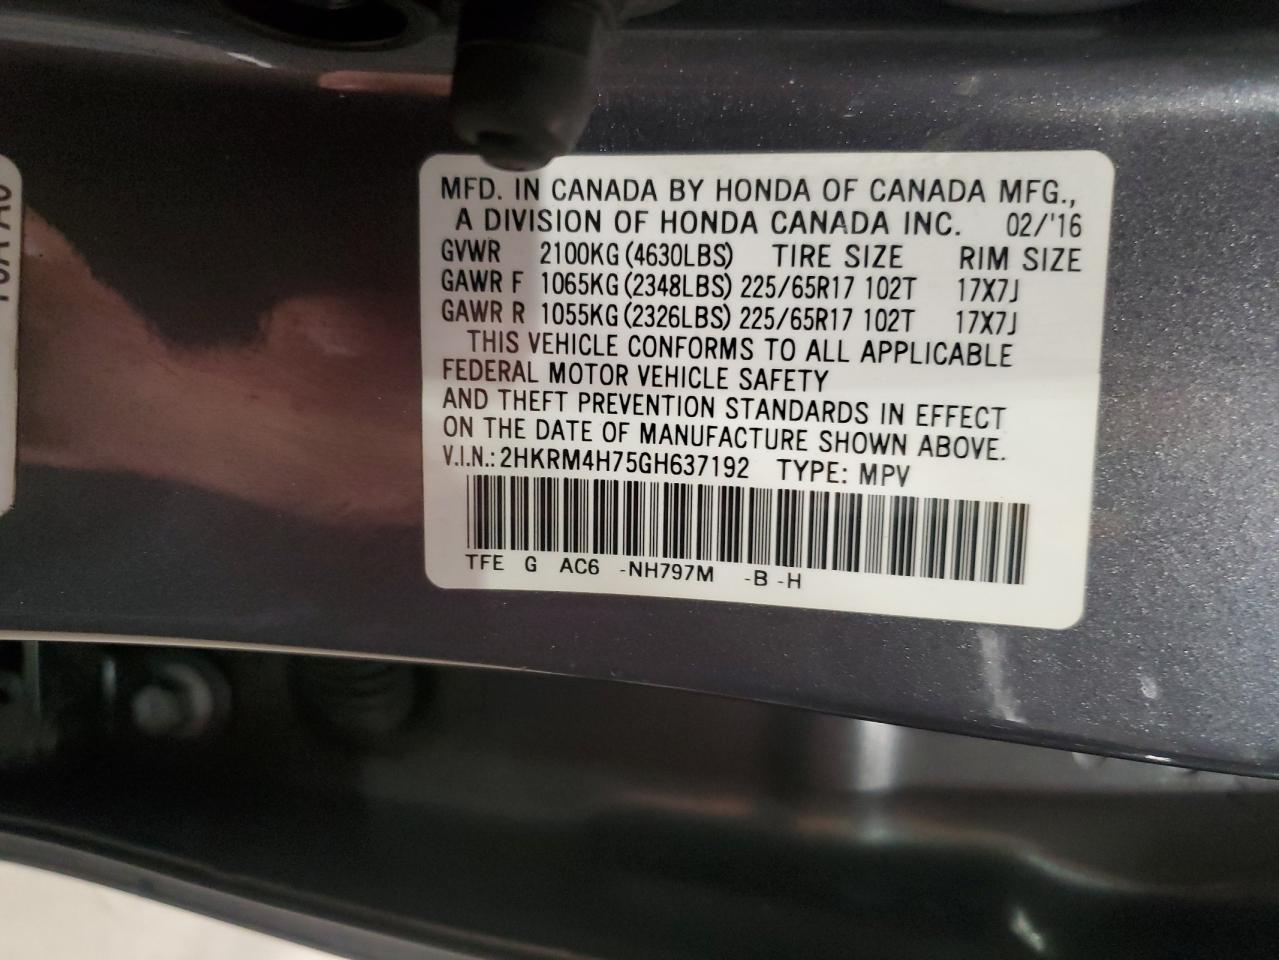 MFD. IN CANADA BY HONDA OF CANADA MFG.,
A DIVISION OF HONDA CANADA INC. 02/'16
GVWR 2100KG (4630LBS) TIRE SIZE RIM SIZE
GAWR F 1065KG (2348LBS) 225/65R17 102T 17X7J
GAWR R 1055KG (2326LBS) 225/65R17 102T 17X7J
THIS VEHICLE CONFORMS TO ALL APPLICABLE
FEDERAL MOTOR VEHICLE SAFETY
AND THEFT PREVENTION STANDARDS IN EFFECT
ON THE DATE OF MANUFACTURE SHOWN ABOVE.
V.I.N.: 2HKRM4H75GH637192 TYPE: MPV
TFE G AC6 -NH797M -B -H